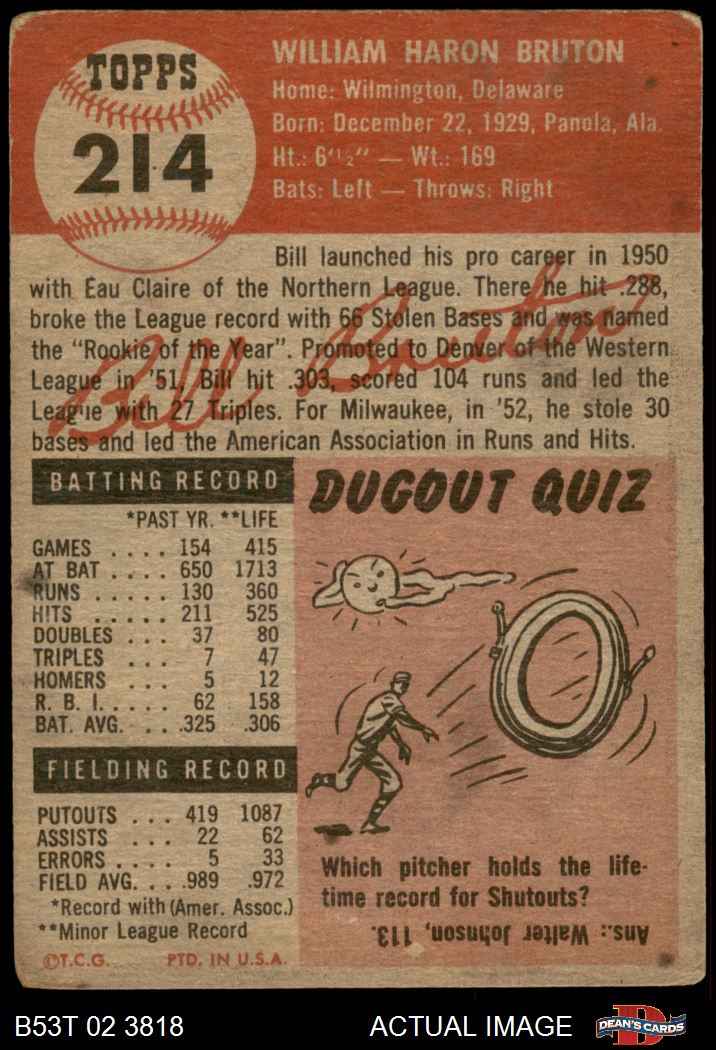 TOPPS
214
WILLIAM HARON BRUTON
Home: Wilmington, Delaware
Born: December 22, 1929, Panola, Ala.
Ht.: 6'½" — Wt.: 169
Bats: Left — Throws: Right
Bill launched his pro career in 1950
with Eau Claire of the Northern League. There he hit .288,
broke the League record with 66 Stolen Bases and was named
the "Rookie of the Year". Promoted to Denver of the Western
League in '51, Bill hit .303, scored 104 runs and led the
League with 27 Triples. For Milwaukee, in '52, he stole 30
bases and led the American Association in Runs and Hits.
Bill Bruton
BATTING RECORD
*PAST YR. **LIFE
GAMES .... 154 415
AT BAT .... 650 1713
RUNS ..... 130 360
HITS ..... 211 525
DOUBLES ... 37 80
TRIPLES ... 7 47
HOMERS ... 5 12
R. B. I. .... 62 158
BAT. AVG. ... .325 .306
FIELDING RECORD
PUTOUTS ... 419 1087
ASSISTS ... 22 62
ERRORS .... 5 33
FIELD AVG. ... .989 .972
*Record with (Amer. Assoc.)
**Minor League Record
©T.C.G. PTD. IN U.S.A.
DUGOUT QUIZ
Which pitcher holds the life-
time record for Shutouts?
Ans.: Walter Johnson, 113.
B53T 02 3818 ACTUAL IMAGE
DEAN'S CARDS